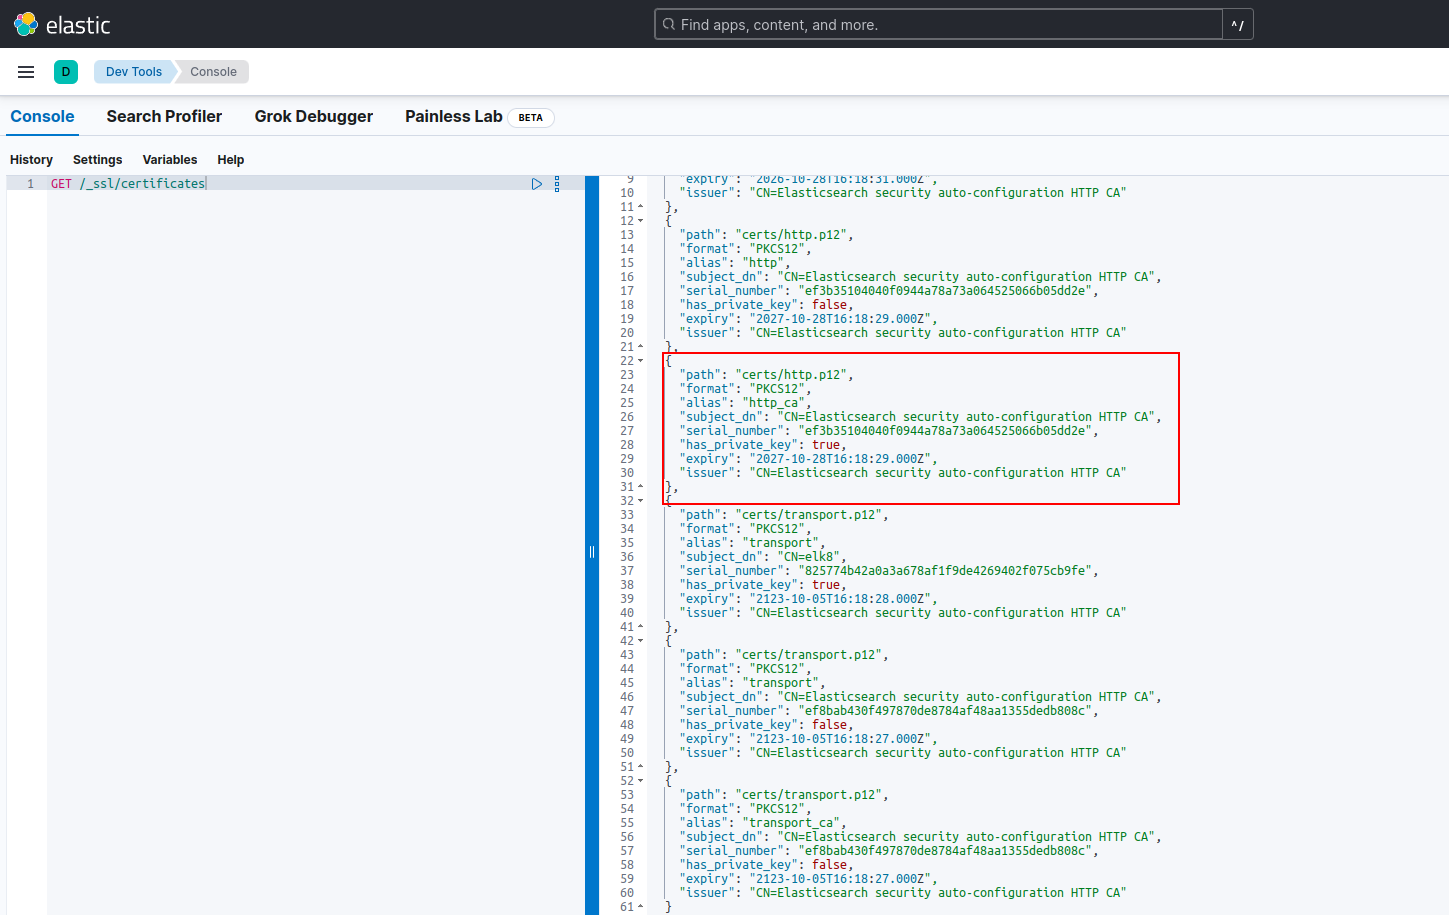 elastic
Find apps, content, and more.
^/
D
Dev Tools
Console
Console
Search Profiler
Grok Debugger
Painless Lab
BETA
History
Settings
Variables
Help
1 GET /_ssl/certificates
9 "expiry": "2026-10-28T16:18:31.000Z",
10 "issuer": "CN=Elasticsearch security auto-configuration HTTP CA"
11 },
12 {
13 "path": "certs/http.p12",
14 "format": "PKCS12",
15 "alias": "http",
16 "subject_dn": "CN=Elasticsearch security auto-configuration HTTP CA",
17 "serial_number": "ef3b35104040f0944a78a73a064525066b05dd2e",
18 "has_private_key": false,
19 "expiry": "2027-10-28T16:18:29.000Z",
20 "issuer": "CN=Elasticsearch security auto-configuration HTTP CA"
21 },
22 {
23 "path": "certs/http.p12",
24 "format": "PKCS12",
25 "alias": "http_ca",
26 "subject_dn": "CN=Elasticsearch security auto-configuration HTTP CA",
27 "serial_number": "ef3b35104040f0944a78a73a064525066b05dd2e",
28 "has_private_key": true,
29 "expiry": "2027-10-28T16:18:29.000Z",
30 "issuer": "CN=Elasticsearch security auto-configuration HTTP CA"
31 },
32 {
33 "path": "certs/transport.p12",
34 "format": "PKCS12",
35 "alias": "transport",
36 "subject_dn": "CN=elk8",
37 "serial_number": "825774b42a0a3a678af1f9de4269402f075cb9fe",
38 "has_private_key": true,
39 "expiry": "2123-10-05T16:18:28.000Z",
40 "issuer": "CN=Elasticsearch security auto-configuration HTTP CA"
41 },
42 {
43 "path": "certs/transport.p12",
44 "format": "PKCS12",
45 "alias": "transport",
46 "subject_dn": "CN=Elasticsearch security auto-configuration HTTP CA",
47 "serial_number": "ef8bab430f497870de8784af48aa1355dedb808c",
48 "has_private_key": false,
49 "expiry": "2123-10-05T16:18:27.000Z",
50 "issuer": "CN=Elasticsearch security auto-configuration HTTP CA"
51 },
52 {
53 "path": "certs/transport.p12",
54 "format": "PKCS12",
55 "alias": "transport_ca",
56 "subject_dn": "CN=Elasticsearch security auto-configuration HTTP CA",
57 "serial_number": "ef8bab430f497870de8784af48aa1355dedb808c",
58 "has_private_key": false,
59 "expiry": "2123-10-05T16:18:27.000Z",
60 "issuer": "CN=Elasticsearch security auto-configuration HTTP CA"
61 }